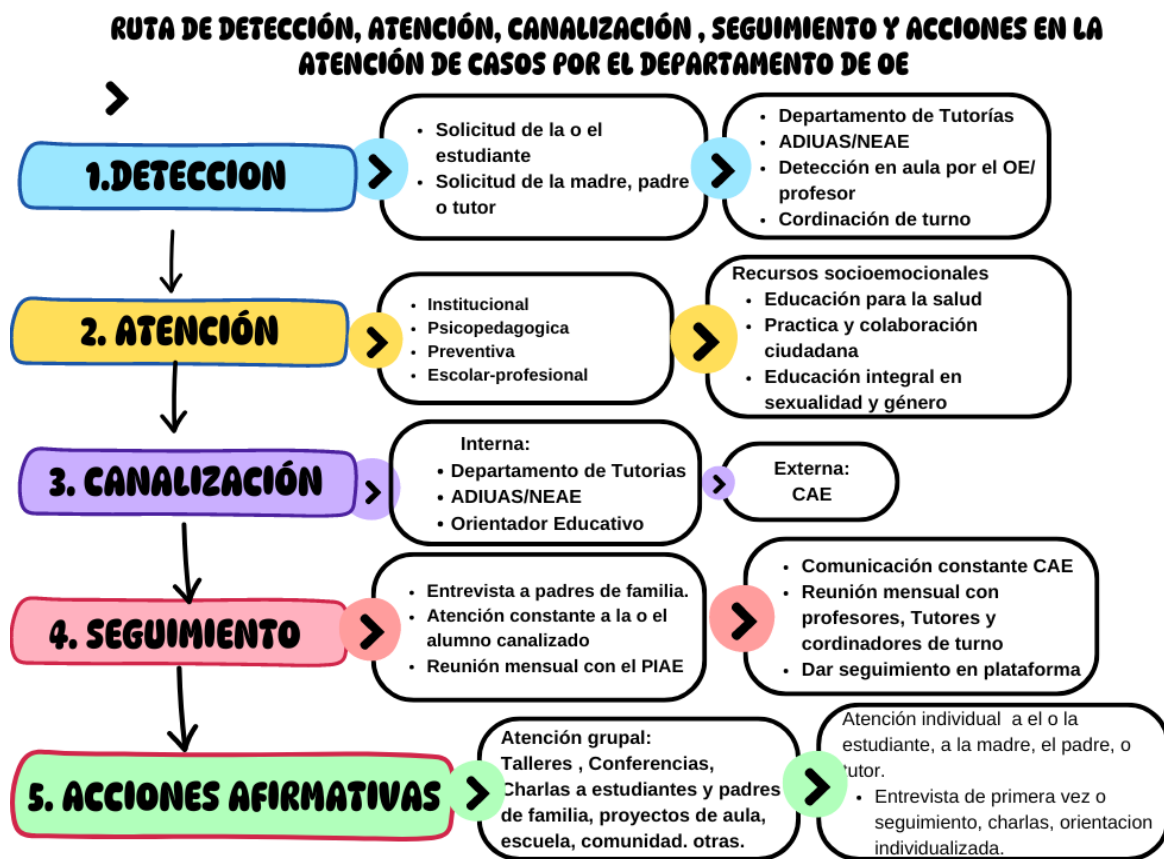 RUTA DE DETECCIÓN, ATENCIÓN, CANALIZACIÓN , SEGUIMIENTO Y ACCIONES EN LA
ATENCIÓN DE CASOS POR EL DEPARTAMENTO DE OE
1.DETECCION
• Solicitud de la o el
estudiante
• Solicitud de la madre, padre
o tutor
• Departamento de Tutorías
• ADIUAS/NEAE
• Detección en aula por el OE/
profesor
• Cordinación de turno
2. ATENCIÓN
• Institucional
• Psicopedagogica
• Preventiva
• Escolar-profesional
Recursos socioemocionales
• Educación para la salud
• Practica y colaboración
ciudadana
• Educación integral en
sexualidad y género
3. CANALIZACIÓN
Interna:
• Departamento de Tutorias
• ADIUAS/NEAE
• Orientador Educativo
Externa:
CAE
4. SEGUIMIENTO
• Entrevista a padres de familia.
• Atención constante a la o el
alumno canalizado
• Reunión mensual con el PIAE
• Comunicación constante CAE
• Reunión mensual con
profesores, Tutores y
cordinadores de turno
• Dar seguimiento en plataforma
5. ACCIONES AFIRMATIVAS
Atención grupal:
Talleres , Conferencias,
Charlas a estudiantes y padres
de familia, proyectos de aula,
escuela, comunidad. otras.
Atención individual a el o la
estudiante, a la madre, el padre, o
tutor.
• Entrevista de primera vez o
seguimiento, charlas, orientacion
individualizada.